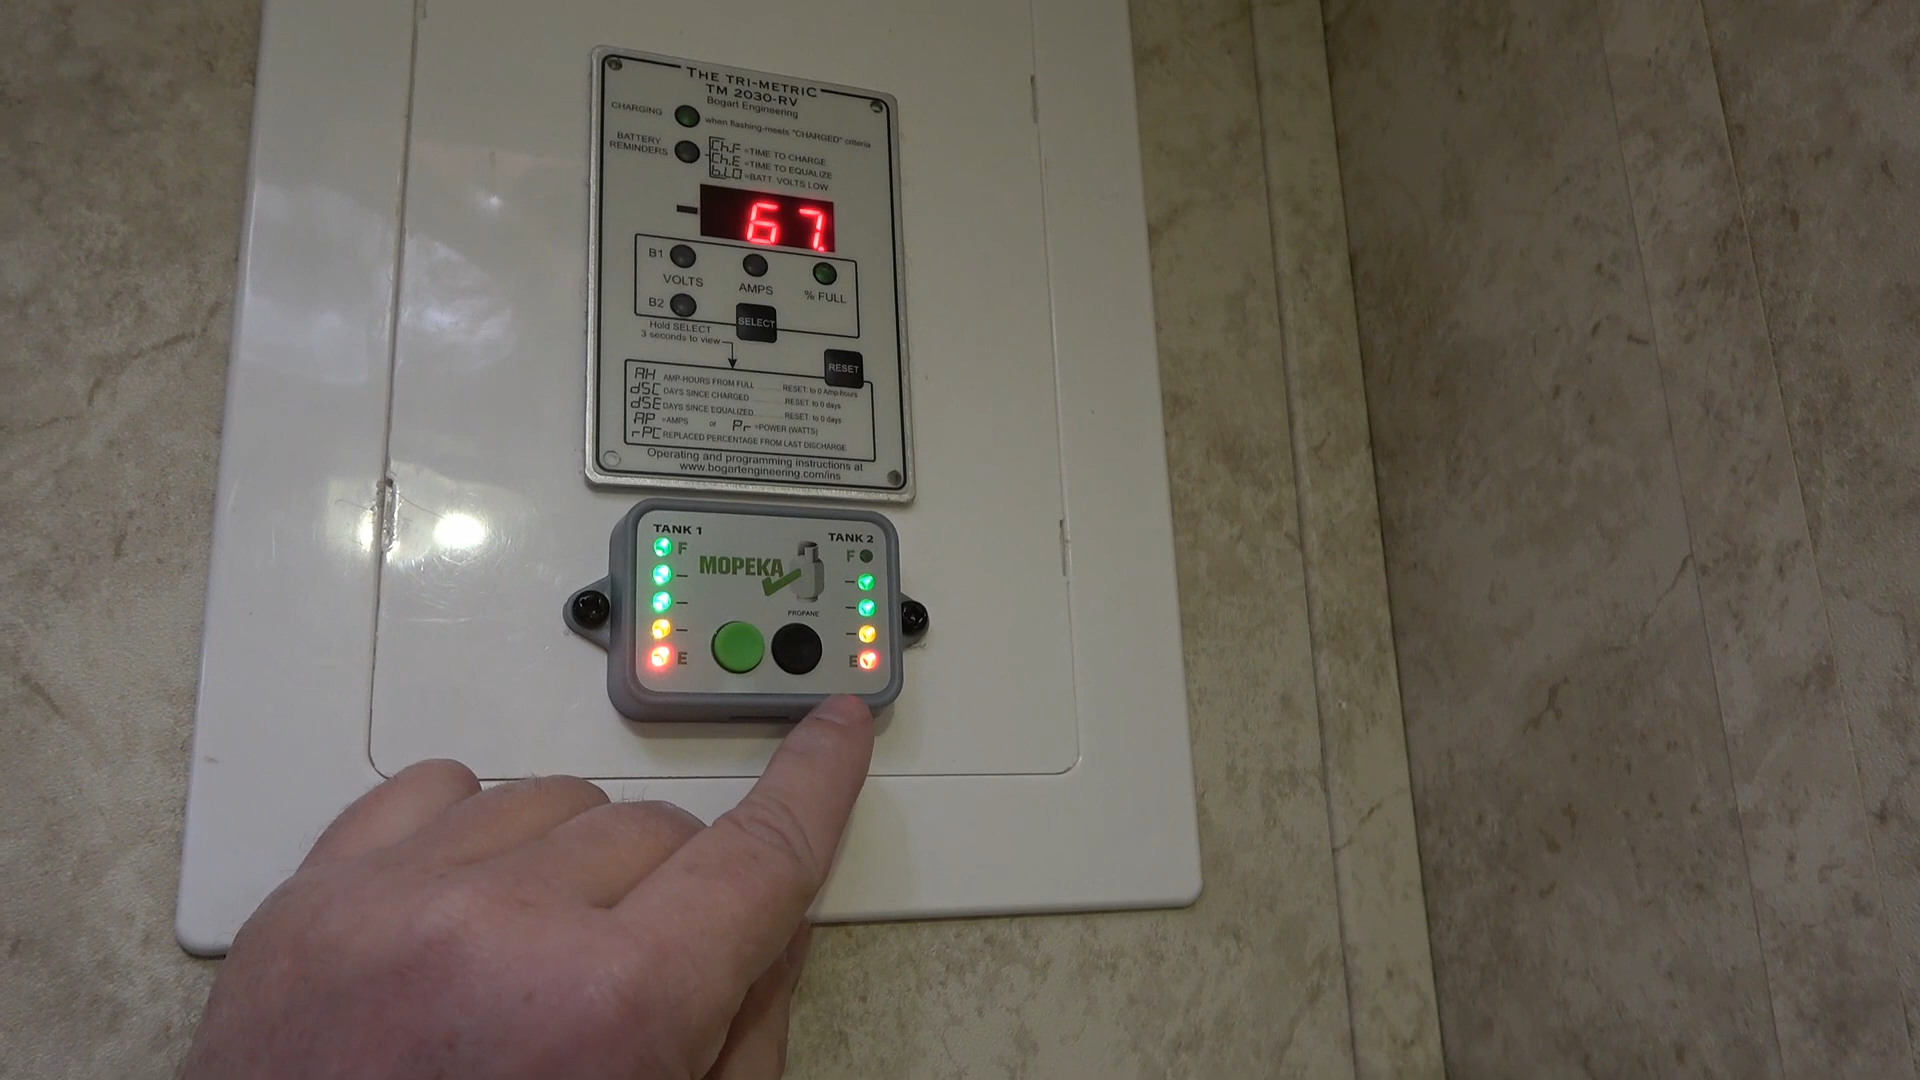 THE TRI-METRIC
TM 2030-RV
Bogart Engineering
CHARGING
when flashing-meets "CHARGED" criteria
BATTERY
REMINDERS
Ch.F =TIME TO CHARGE
Ch.E =TIME TO EQUALIZE
b.LO =BATT. VOLTS LOW
67.
B1
VOLTS
AMPS
% FULL
B2
SELECT
Hold SELECT
3 seconds to view
RESET
AH AMP-HOURS FROM FULL ........ RESET: to 0 Amp.hours
dSC DAYS SINCE CHARGED ........ RESET: to 0 days
dSE DAYS SINCE EQUALIZED ........ RESET: to 0 days
AP =AMPS or Pr =POWER (WATTS)
rPC REPLACED PERCENTAGE FROM LAST DISCHARGE
Operating and programming instructions at
www.bogartengineering.com/ins
TANK 1
TANK 2
F
F
MOPEKA
PROPANE
E
E